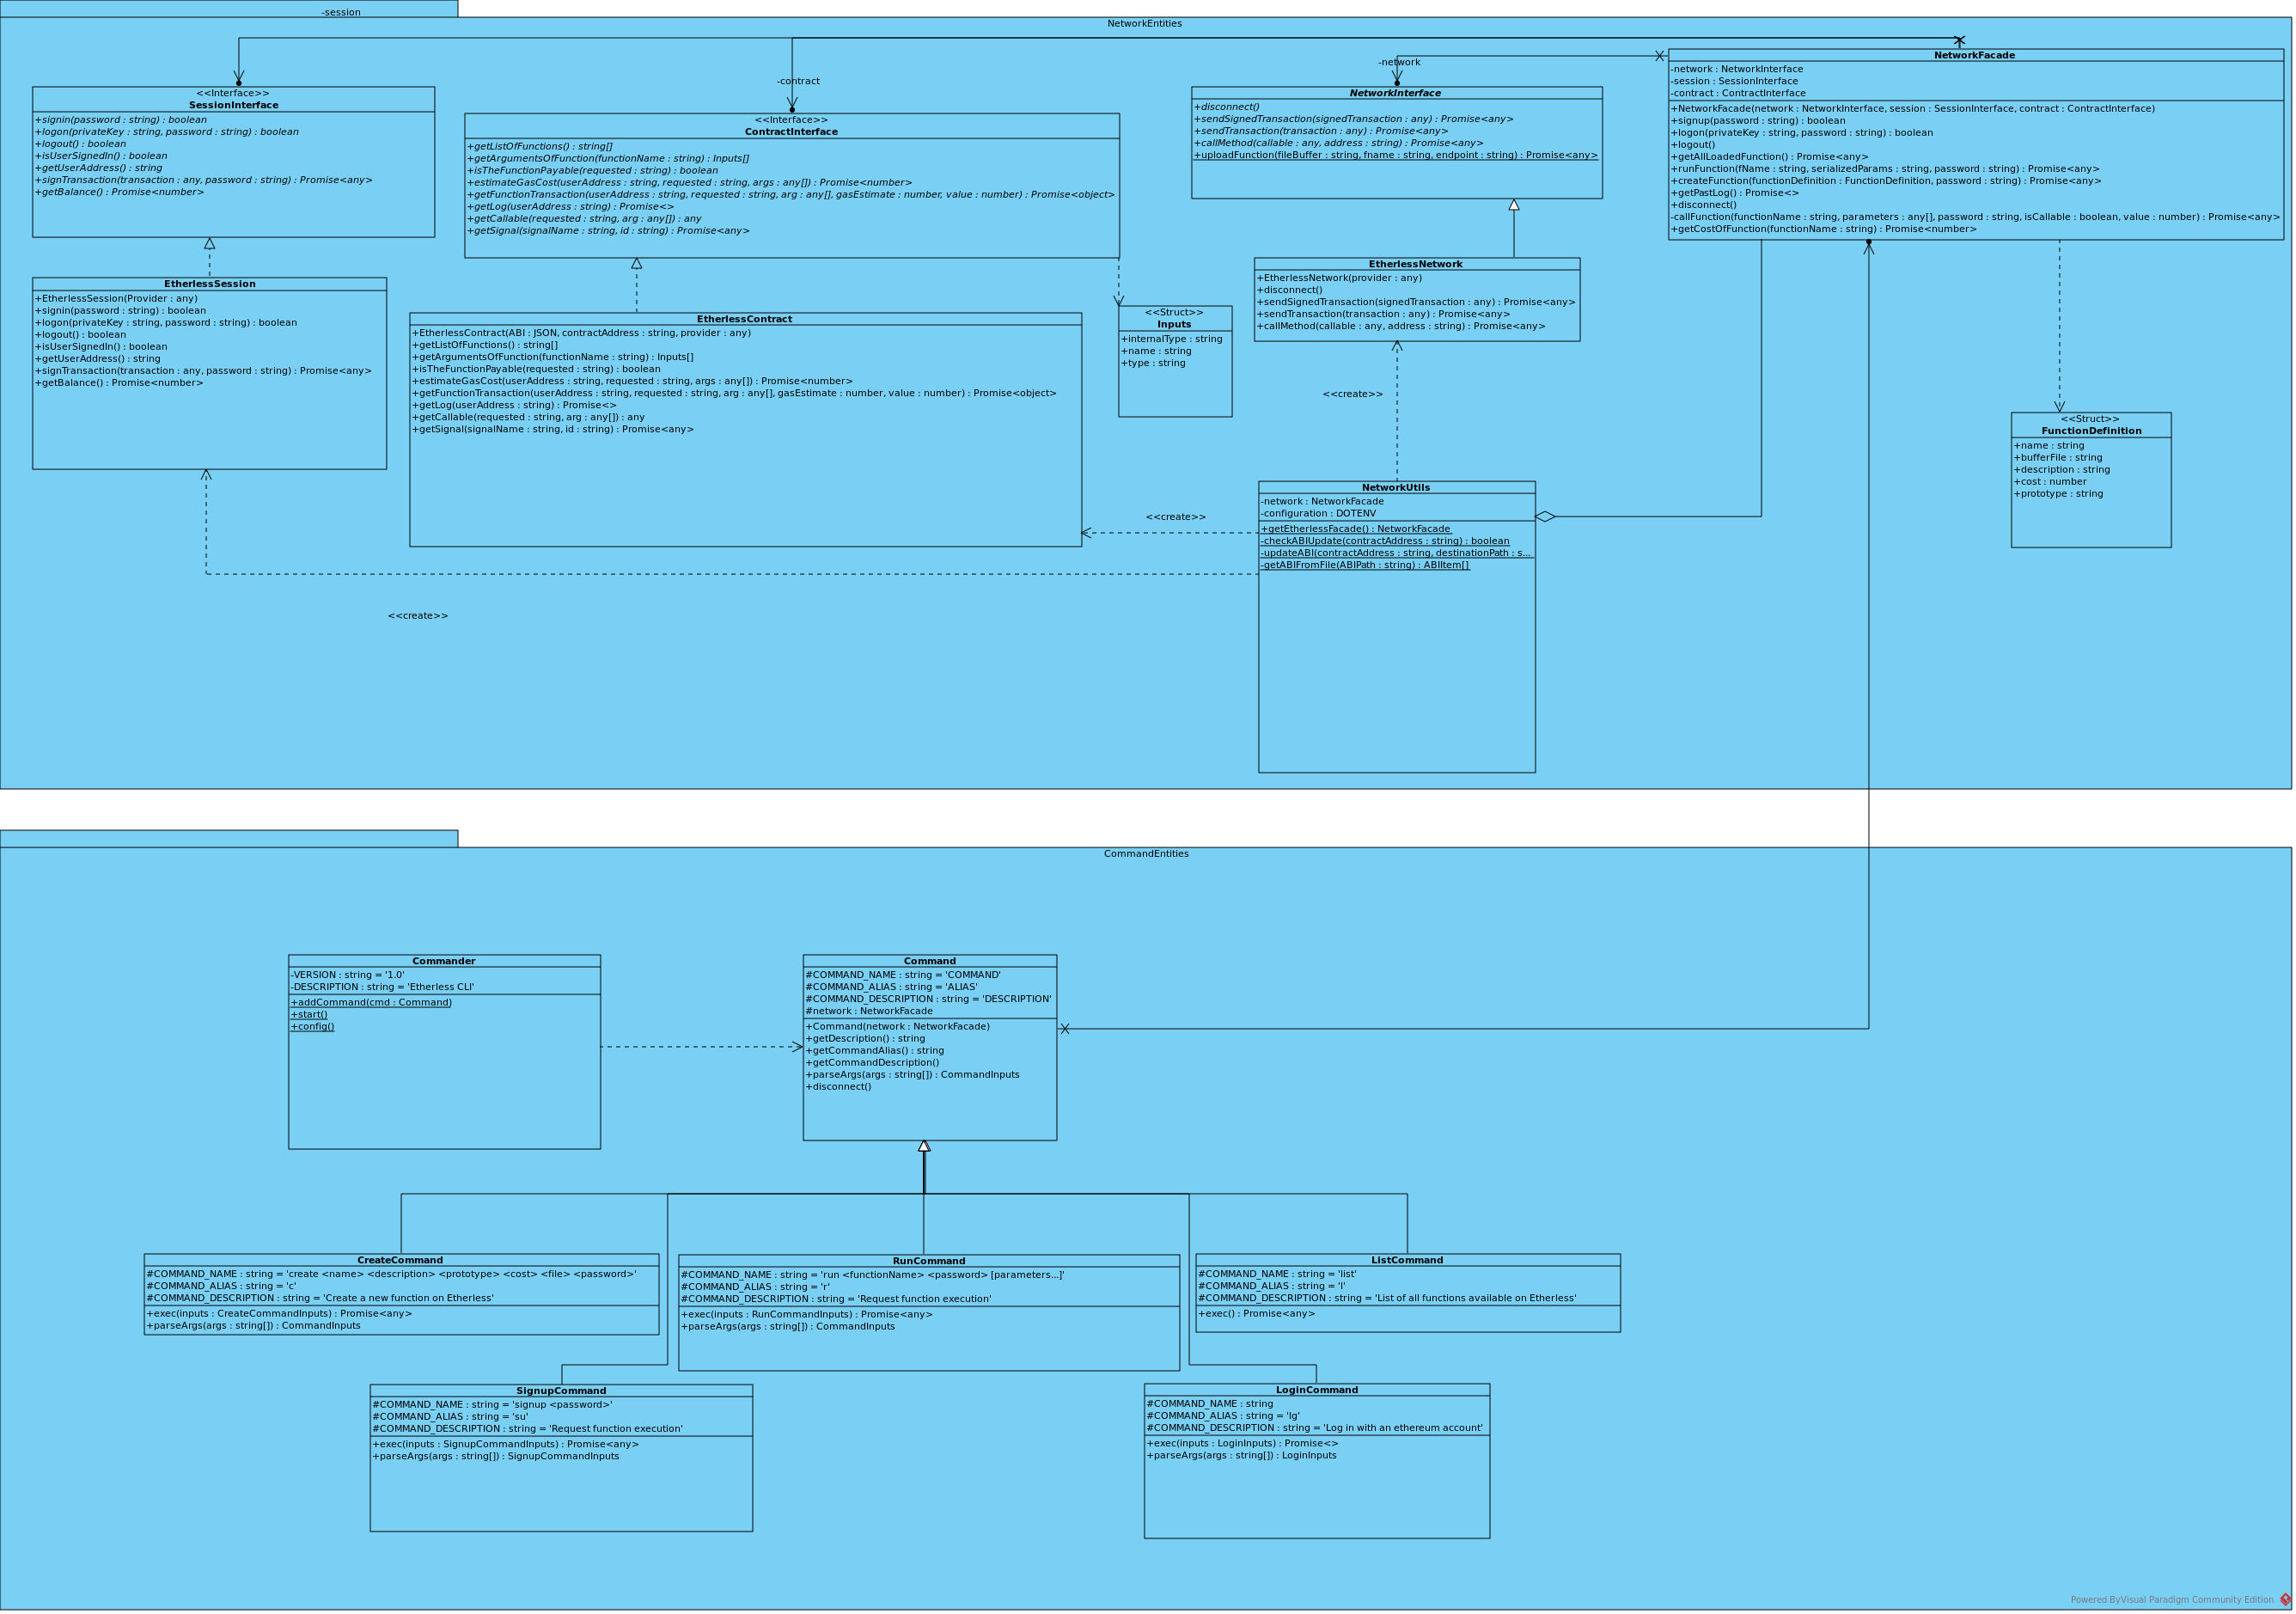 -session
NetworkEntities
-contract
-network
<<Interface>>
SessionInterface
+signin(password : string) : boolean
+logon(privateKey : string, password : string) : boolean
+logout() : boolean
+isUserSignedIn() : boolean
+getUserAddress() : string
+signTransaction(transaction : any, password : string) : Promise<any>
+getBalance() : Promise<number>
<<Interface>>
ContractInterface
+getListOfFunctions() : string[]
+getArgumentsOfFunction(functionName : string) : Inputs[]
+isTheFunctionPayable(requested : string) : boolean
+estimateGasCost(userAddress : string, requested : string, args : any[]) : Promise<number>
+getFunctionTransaction(userAddress : string, requested : string, arg : any[], gasEstimate : number, value : number) : Promise<object>
+getLog(userAddress : string) : Promise<>
+getCallable(requested : string, arg : any[]) : any
+getSignal(signalName : string, id : string) : Promise<any>
NetworkInterface
+disconnect()
+sendSignedTransaction(signedTransaction : any) : Promise<any>
+sendTransaction(transaction : any) : Promise<any>
+callMethod(callable : any, address : string) : Promise<any>
+uploadFunction(fileBuffer : string, fname : string, endpoint : string) : Promise<any>
NetworkFacade
-network : NetworkInterface
-session : SessionInterface
-contract : ContractInterface
+NetworkFacade(network : NetworkInterface, session : SessionInterface, contract : ContractInterface)
+signup(password : string) : boolean
+logon(privateKey : string, password : string) : boolean
+logout()
+getAllLoadedFunction() : Promise<any>
+runFunction(fName : string, serializedParams : string, password : string) : Promise<any>
+createFunction(functionDefinition : FunctionDefinition, password : string) : Promise<any>
+getPastLog() : Promise<>
+disconnect()
-callFunction(functionName : string, parameters : any[], password : string, isCallable : boolean, value : number) : Promise<any>
+getCostOfFunction(functionName : string) : Promise<number>
EtherlessSession
+EtherlessSession(Provider : any)
+signin(password : string) : boolean
+logon(privateKey : string, password : string) : boolean
+logout() : boolean
+isUserSignedIn() : boolean
+getUserAddress() : string
+signTransaction(transaction : any, password : string) : Promise<any>
+getBalance() : Promise<number>
EtherlessContract
+EtherlessContract(ABI : JSON, contractAddress : string, provider : any)
+getListOfFunctions() : string[]
+getArgumentsOfFunction(functionName : string) : Inputs[]
+isTheFunctionPayable(requested : string) : boolean
+estimateGasCost(userAddress : string, requested : string, args : any[]) : Promise<number>
+getFunctionTransaction(userAddress : string, requested : string, arg : any[], gasEstimate : number, value : number) : Promise<object>
+getLog(userAddress : string) : Promise<>
+getCallable(requested : string, arg : any[]) : any
+getSignal(signalName : string, id : string) : Promise<any>
<<Struct>>
Inputs
+internalType : string
+name : string
+type : string
EtherlessNetwork
+EtherlessNetwork(provider : any)
+disconnect()
+sendSignedTransaction(signedTransaction : any) : Promise<any>
+sendTransaction(transaction : any) : Promise<any>
+callMethod(callable : any, address : string) : Promise<any>
<<create>>
<<Struct>>
FunctionDefinition
+name : string
+bufferFile : string
+description : string
+cost : number
+prototype : string
NetworkUtils
-network : NetworkFacade
-configuration : DOTENV
+getEtherlessFacade() : NetworkFacade
-checkABIUpdate(contractAddress : string) : boolean
-updateABI(contractAddress : string, destinationPath : s...
-getABIFromFile(ABIPath : string) : ABIItem[]
<<create>>
<<create>>
CommandEntities
Commander
-VERSION : string = '1.0'
-DESCRIPTION : string = 'Etherless CLI'
+addCommand(cmd : Command)
+start()
+config()
Command
#COMMAND_NAME : string = 'COMMAND'
#COMMAND_ALIAS : string = 'ALIAS'
#COMMAND_DESCRIPTION : string = 'DESCRIPTION'
#network : NetworkFacade
+Command(network : NetworkFacade)
+getDescription() : string
+getCommandAlias() : string
+getCommandDescription()
+parseArgs(args : string[]) : CommandInputs
+disconnect()
CreateCommand
#COMMAND_NAME : string = 'create <name> <description> <prototype> <cost> <file> <password>'
#COMMAND_ALIAS : string = 'c'
#COMMAND_DESCRIPTION : string = 'Create a new function on Etherless'
+exec(inputs : CreateCommandInputs) : Promise<any>
+parseArgs(args : string[]) : CommandInputs
RunCommand
#COMMAND_NAME : string = 'run <functionName> <password> [parameters...]'
#COMMAND_ALIAS : string = 'r'
#COMMAND_DESCRIPTION : string = 'Request function execution'
+exec(inputs : RunCommandInputs) : Promise<any>
+parseArgs(args : string[]) : CommandInputs
ListCommand
#COMMAND_NAME : string = 'list'
#COMMAND_ALIAS : string = 'l'
#COMMAND_DESCRIPTION : string = 'List of all functions available on Etherless'
+exec() : Promise<any>
SignupCommand
#COMMAND_NAME : string = 'signup <password>'
#COMMAND_ALIAS : string = 'su'
#COMMAND_DESCRIPTION : string = 'Request function execution'
+exec(inputs : SignupCommandInputs) : Promise<any>
+parseArgs(args : string[]) : SignupCommandInputs
LoginCommand
#COMMAND_NAME : string
#COMMAND_ALIAS : string = 'lg'
#COMMAND_DESCRIPTION : string = 'Log in with an ethereum account'
+exec(inputs : LoginInputs) : Promise<>
+parseArgs(args : string[]) : LoginInputs
Powered ByVisual Paradigm Community Edition